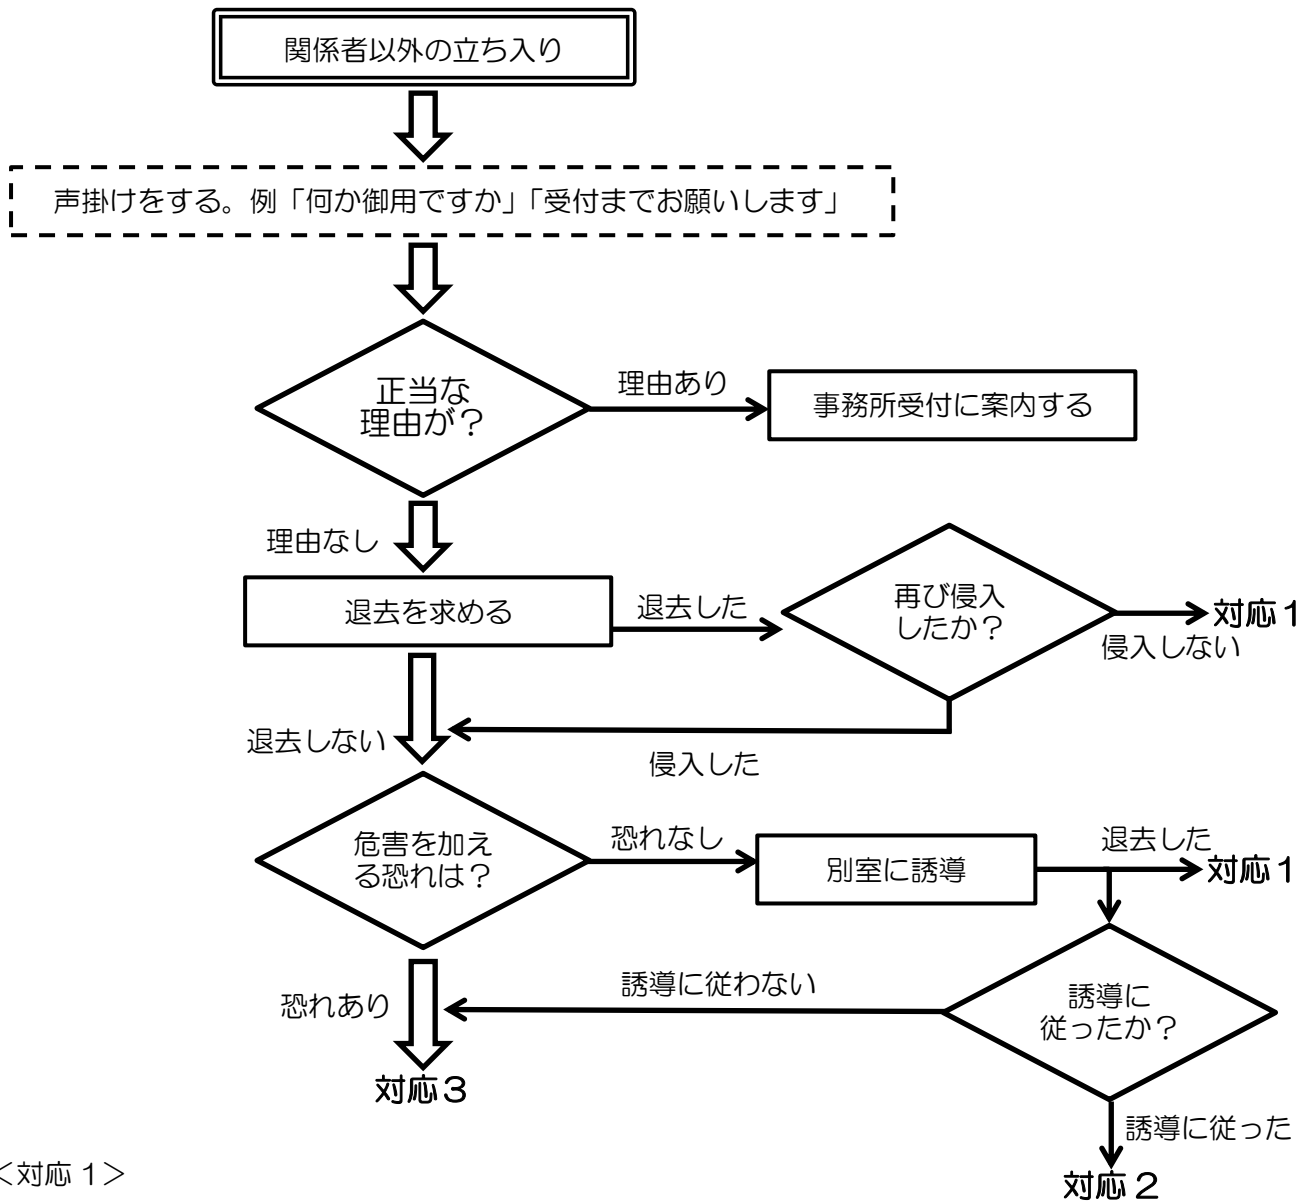 関係者以外の立ち入り
声掛けをする。例「何か御用ですか」「受付までお願いします」
正当な
理由が？
理由あり
事務所受付に案内する
理由なし
退去を求める
退去した
再び侵入
したか？
対応１
侵入しない
退去しない
侵入した
危害を加え
る恐れは？
恐れなし
別室に誘導
退去した
対応１
恐れあり
誘導に従わない
誘導に
従ったか？
対応３
誘導に従った
対応２
＜対応１＞